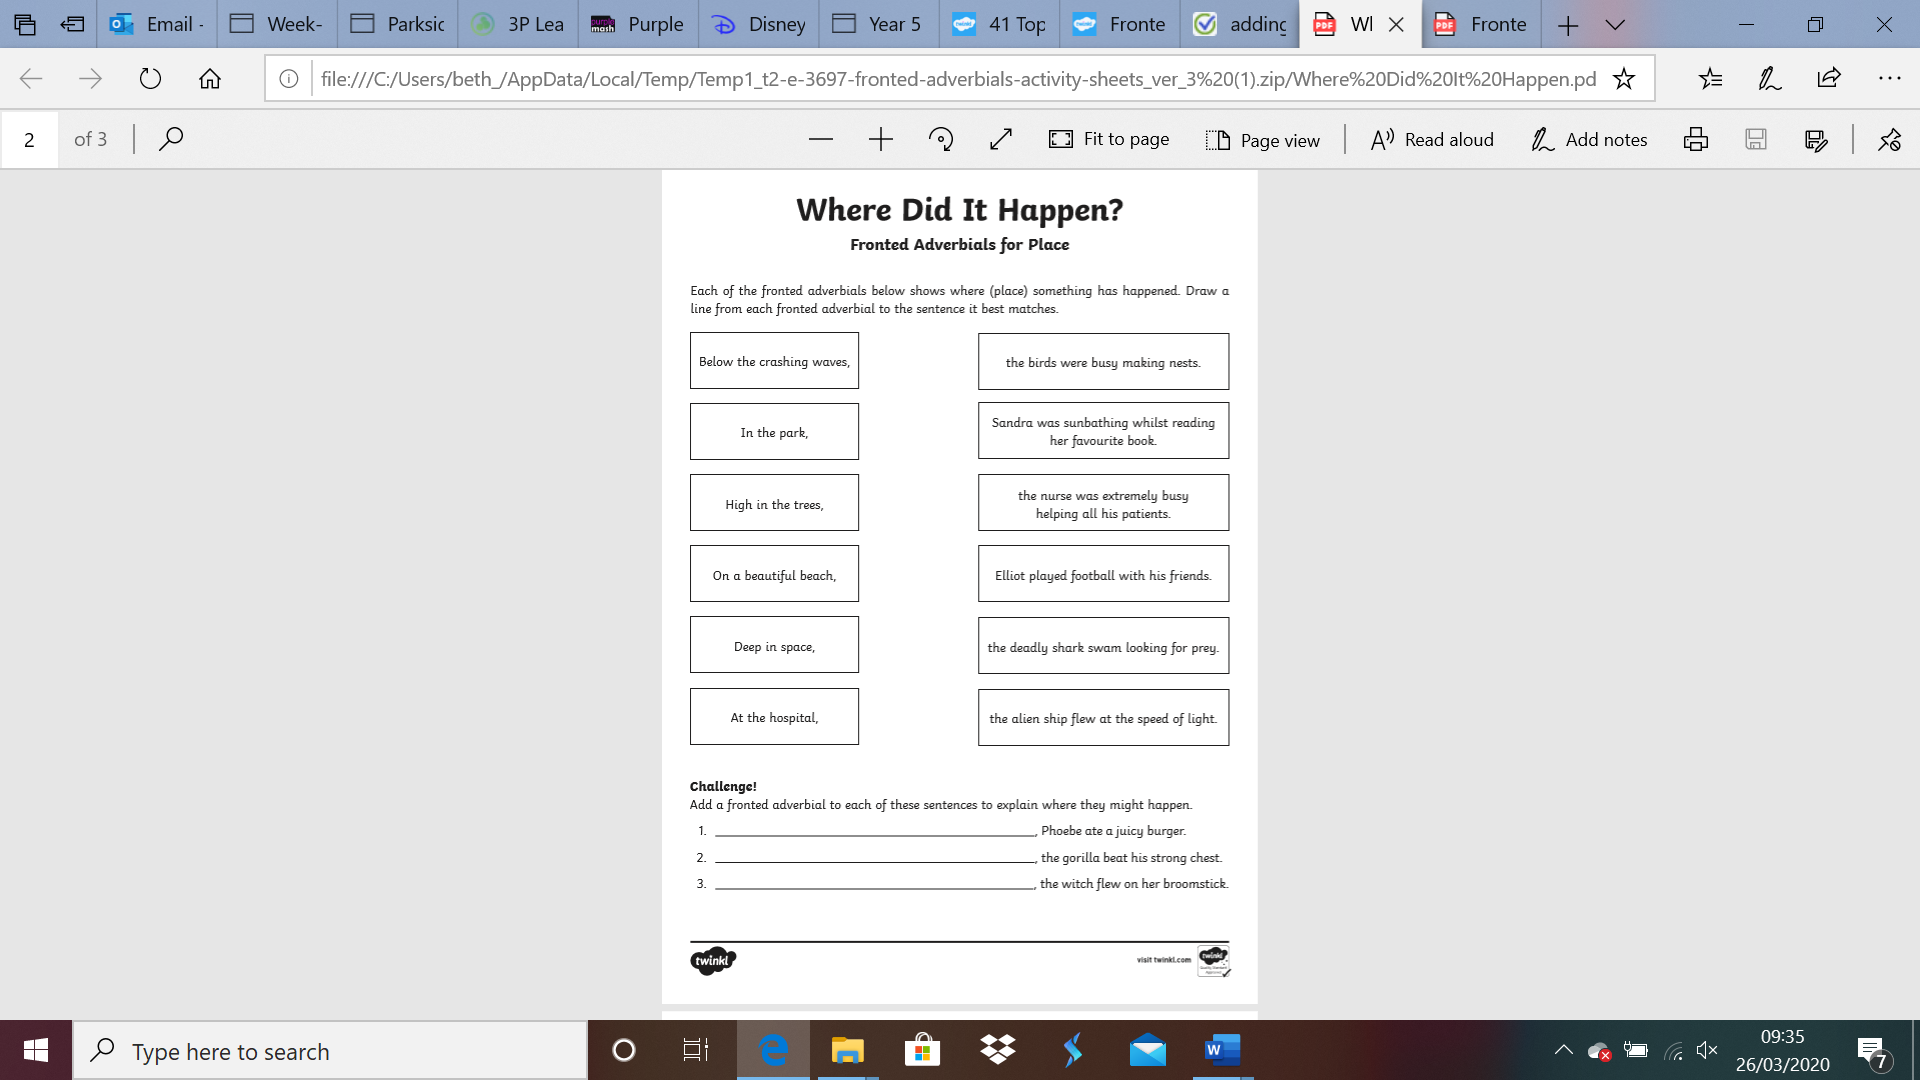 Email -
Week-
Parksic
3P Lea
Purple
Disney
Year 5
41 Top
Fronte
adding
Wl
Fronte
file:///C:/Users/beth_/AppData/Local/Temp/Temp1_t2-e-3697-fronted-adverbials-activity-sheets_ver_3%20(1).zip/Where%20Did%20It%20Happen.pd
2 of 3
Fit to page
Page view
Read aloud
Add notes
Where Did It Happen?
Fronted Adverbials for Place
Each of the fronted adverbials below shows where (place) something has happened. Draw a
line from each fronted adverbial to the sentence it best matches.
Below the crashing waves,
the birds were busy making nests.
In the park,
Sandra was sunbathing whilst reading
her favourite book.
High in the trees,
the nurse was extremely busy
helping all his patients.
On a beautiful beach,
Elliot played football with his friends.
Deep in space,
the deadly shark swam looking for prey.
At the hospital,
the alien ship flew at the speed of light.
Challenge!
Add a fronted adverbial to each of these sentences to explain where they might happen.
1. ____________________, Phoebe ate a juicy burger.
2. ____________________, the gorilla beat his strong chest.
3. ____________________, the witch flew on her broomstick.
twinkl
visit twinkl.com
twinkl
Type here to search
09:35
26/03/2020
7